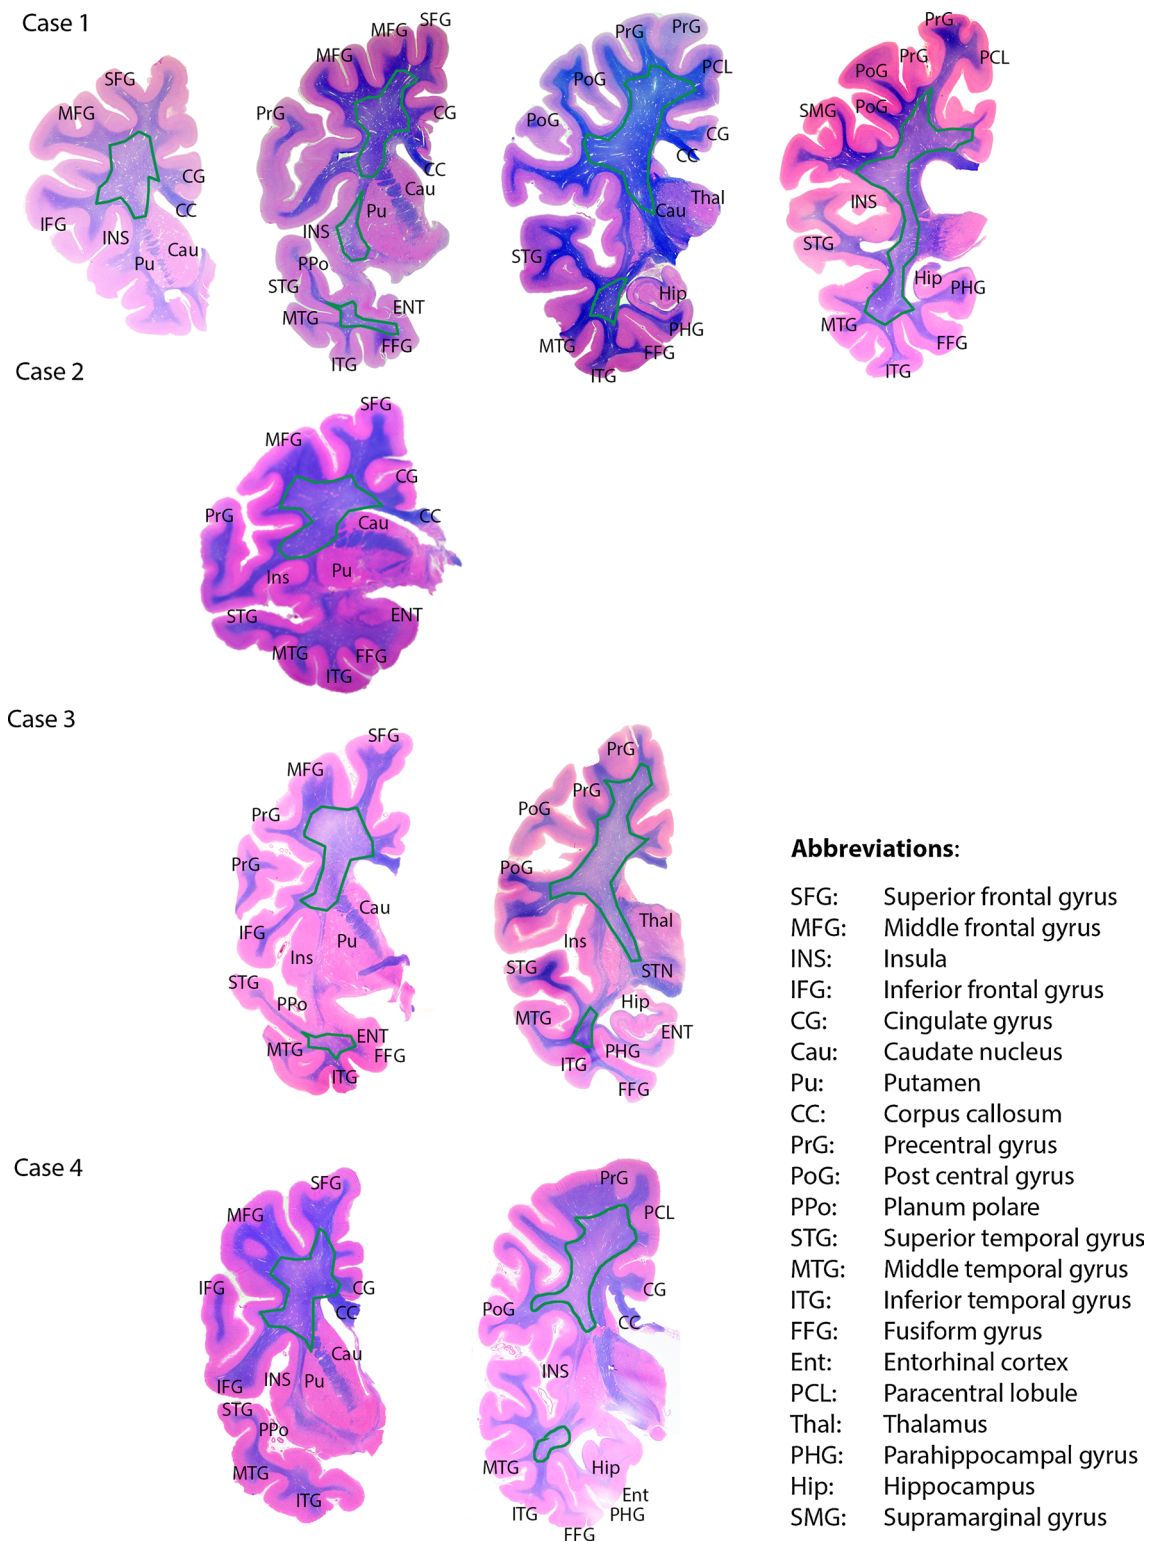 Case 1
SFG
MFG
CG
IFG
CC
INS
Cau
Pu
SFG
MFG
MFG
PrG
CG
CC
Cau
Pu
INS
PPo
STG
ENT
MTG
FFG
ITG
PrG
PrG
PCL
PoG
PoG
CG
CC
Thal
Cau
STG
Hip
PHG
MTG
FFG
ITG
PrG
PrG
PCL
PoG
SMG
PoG
INS
STG
Hip
PHG
MTG
FFG
ITG
Case 2
SFG
MFG
CG
PrG
CC
Cau
Ins
Pu
STG
ENT
MTG
FFG
ITG
Case 3
SFG
MFG
PrG
PrG
Cau
IFG
Pu
Ins
STG
PPo
ENT
MTG
FFG
ITG
PrG
PrG
PoG
PoG
Thal
Ins
STG
STN
Hip
MTG
ENT
PHG
ITG
FFG
Case 4
SFG
MFG
IFG
CG
CC
Cau
INS
Pu
IFG
STG
PPo
MTG
ITG
PrG
PCL
CG
PoG
CC
INS
MTG
Hip
Ent
ITG
PHG
FFG
Abbreviations:
SFG: Superior frontal gyrus
MFG: Middle frontal gyrus
INS: Insula
IFG: Inferior frontal gyrus
CG: Cingulate gyrus
Cau: Caudate nucleus
Pu: Putamen
CC: Corpus callosum
PrG: Precentral gyrus
PoG: Post central gyrus
PPo: Planum polare
STG: Superior temporal gyrus
MTG: Middle temporal gyrus
ITG: Inferior temporal gyrus
FFG: Fusiform gyrus
Ent: Entorhinal cortex
PCL: Paracentral lobule
Thal: Thalamus
PHG: Parahippocampal gyrus
Hip: Hippocampus
SMG: Supramarginal gyrus